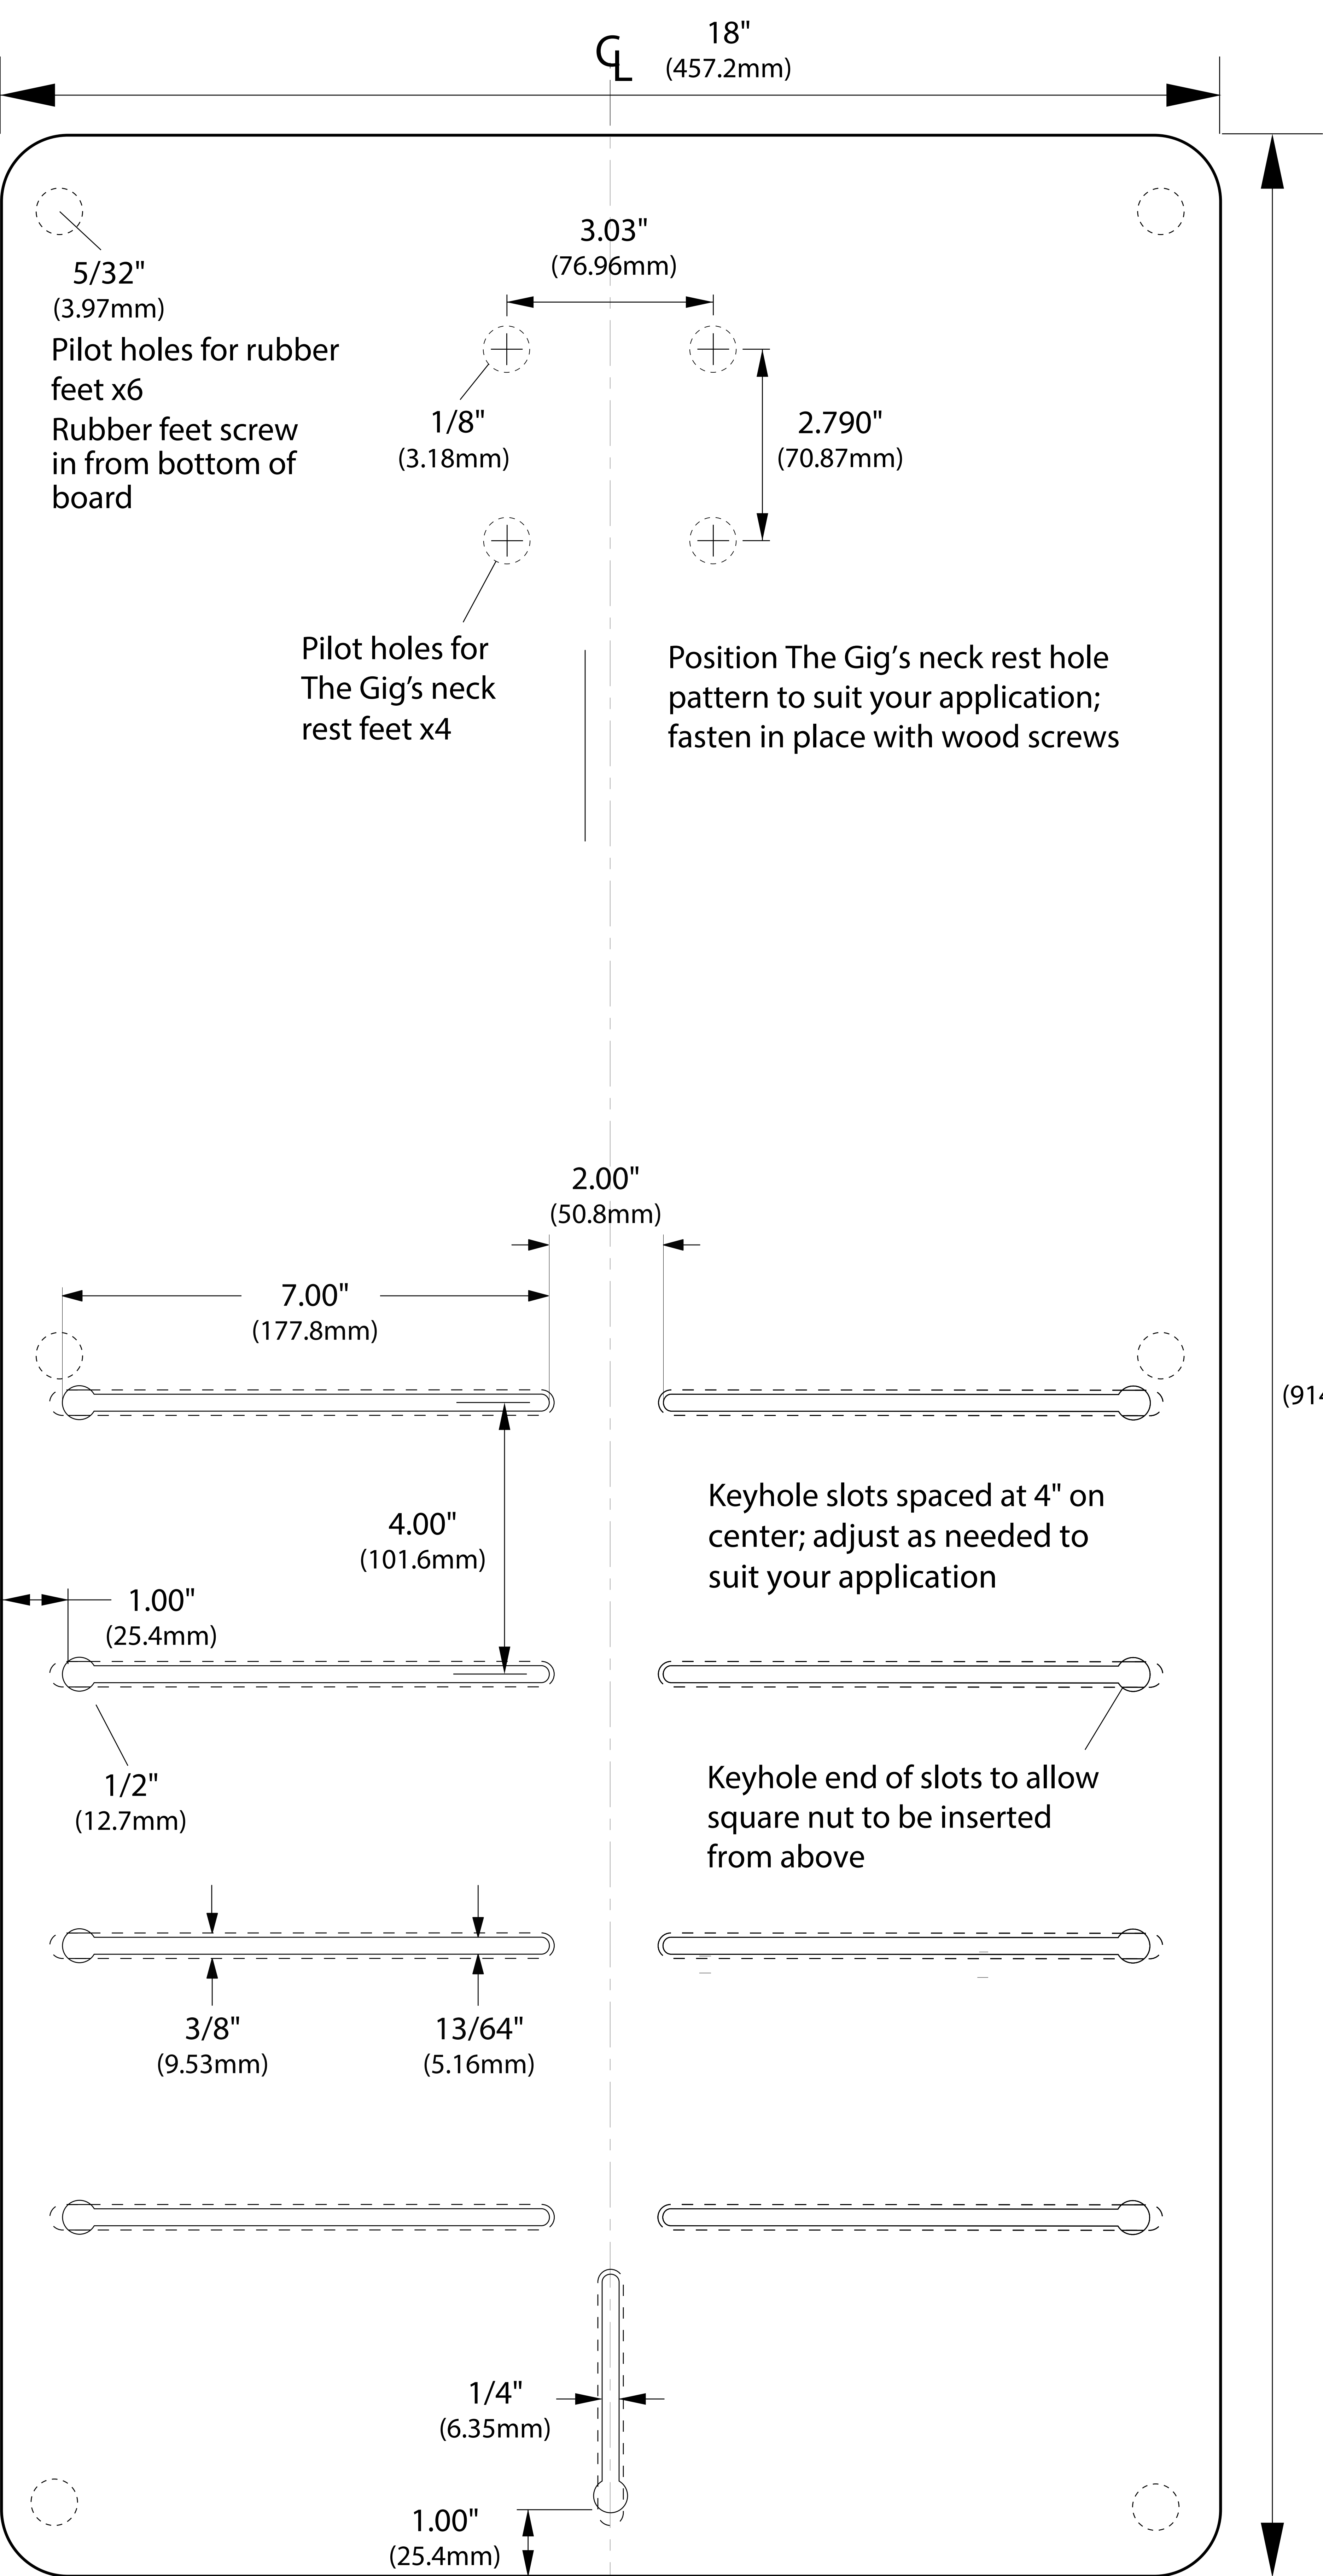 CL
18"
(457.2mm)
3.03"
(76.96mm)
5/32"
(3.97mm)
Pilot holes for rubber
feet x6
Rubber feet screw
in from bottom of
board
1/8"
(3.18mm)
2.790"
(70.87mm)
Pilot holes for
The Gig's neck
rest feet x4
Position The Gig's neck rest hole
pattern to suit your application;
fasten in place with wood screws
2.00"
(50.8mm)
7.00"
(177.8mm)
(914
4.00"
(101.6mm)
Keyhole slots spaced at 4" on
center; adjust as needed to
suit your application
1.00"
(25.4mm)
1/2"
(12.7mm)
Keyhole end of slots to allow
square nut to be inserted
from above
3/8"
(9.53mm)
13/64"
(5.16mm)
1/4"
(6.35mm)
1.00"
(25.4mm)